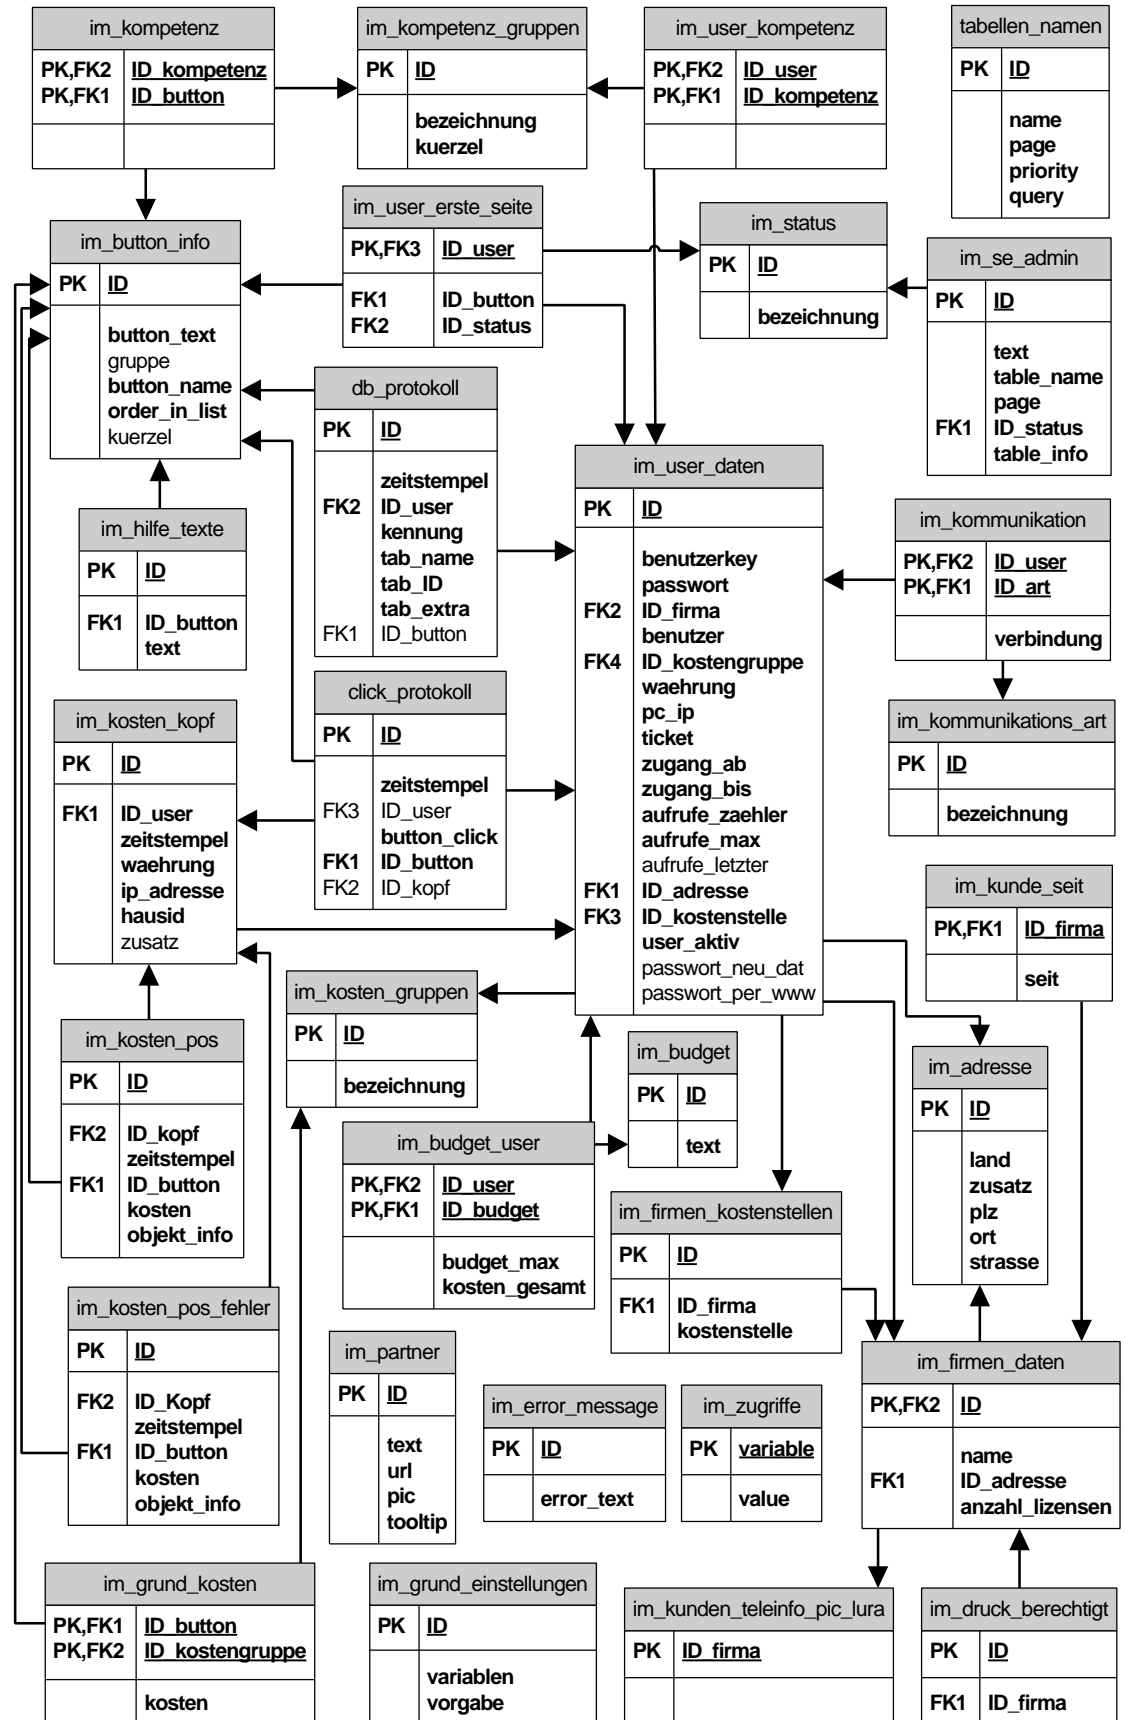 im_kompetenz
PK,FK2 ID_kompetenz
PK,FK1 ID_button
im_kompetenz_gruppen
PK ID
bezeichnung
kuerzel
im_user_kompetenz
PK,FK2 ID_user
PK,FK1 ID_kompetenz
tabellen_namen
PK ID
name
page
priority
query
im_button_info
PK ID
button_text
gruppe
button_name
order_in_list
kuerzel
im_user_erste_seite
PK,FK3 ID_user
FK1 ID_button
FK2 ID_status
im_status
PK ID
bezeichnung
im_se_admin
PK ID
text
table_name
page
FK1 ID_status
table_info
db_protokoll
PK ID
zeitstempel
FK2 ID_user
kennung
tab_name
tab_ID
tab_extra
FK1 ID_button
im_user_daten
PK ID
benutzerkey
passwort
FK2 ID_firma
benutzer
FK4 ID_kostengruppe
waehrung
pc_ip
ticket
zugang_ab
zugang_bis
aufrufe_zaehler
aufrufe_max
aufrufe_letzter
FK1 ID_adresse
FK3 ID_kostenstelle
user_aktiv
passwort_neu_dat
passwort_per_www
im_hilfe_texte
PK ID
FK1 ID_button
text
im_kommunikation
PK,FK2 ID_user
PK,FK1 ID_art
verbindung
click_protokoll
PK ID
zeitstempel
FK3 ID_user
button_click
FK1 ID_button
FK2 ID_kopf
im_kosten_kopf
PK ID
FK1 ID_user
zeitstempel
waehrung
ip_adresse
hausid
zusatz
im_kommunikations_art
PK ID
bezeichnung
im_kunde_seit
PK,FK1 ID_firma
seit
im_kosten_gruppen
PK ID
bezeichnung
im_kosten_pos
PK ID
FK2 ID_kopf
zeitstempel
FK1 ID_button
kosten
objekt_info
im_budget
PK ID
text
im_adresse
PK ID
land
zusatz
plz
ort
strasse
im_budget_user
PK,FK2 ID_user
PK,FK1 ID_budget
budget_max
kosten_gesamt
im_firmen_kostenstellen
PK ID
FK1 ID_firma
kostenstelle
im_kosten_pos_fehler
PK ID
FK2 ID_Kopf
zeitstempel
FK1 ID_button
kosten
objekt_info
im_partner
PK ID
text
url
pic
tooltip
im_error_message
PK ID
error_text
im_zugriffe
PK variable
value
im_firmen_daten
PK,FK2 ID
name
FK1 ID_adresse
anzahl_lizensen
im_grund_kosten
PK,FK1 ID_button
PK,FK2 ID_kostengruppe
kosten
im_grund_einstellungen
PK ID
variablen
vorgabe
im_kunden_teleinfo_pic_lura
PK ID_firma
im_druck_berechtigt
PK ID
FK1 ID_firma